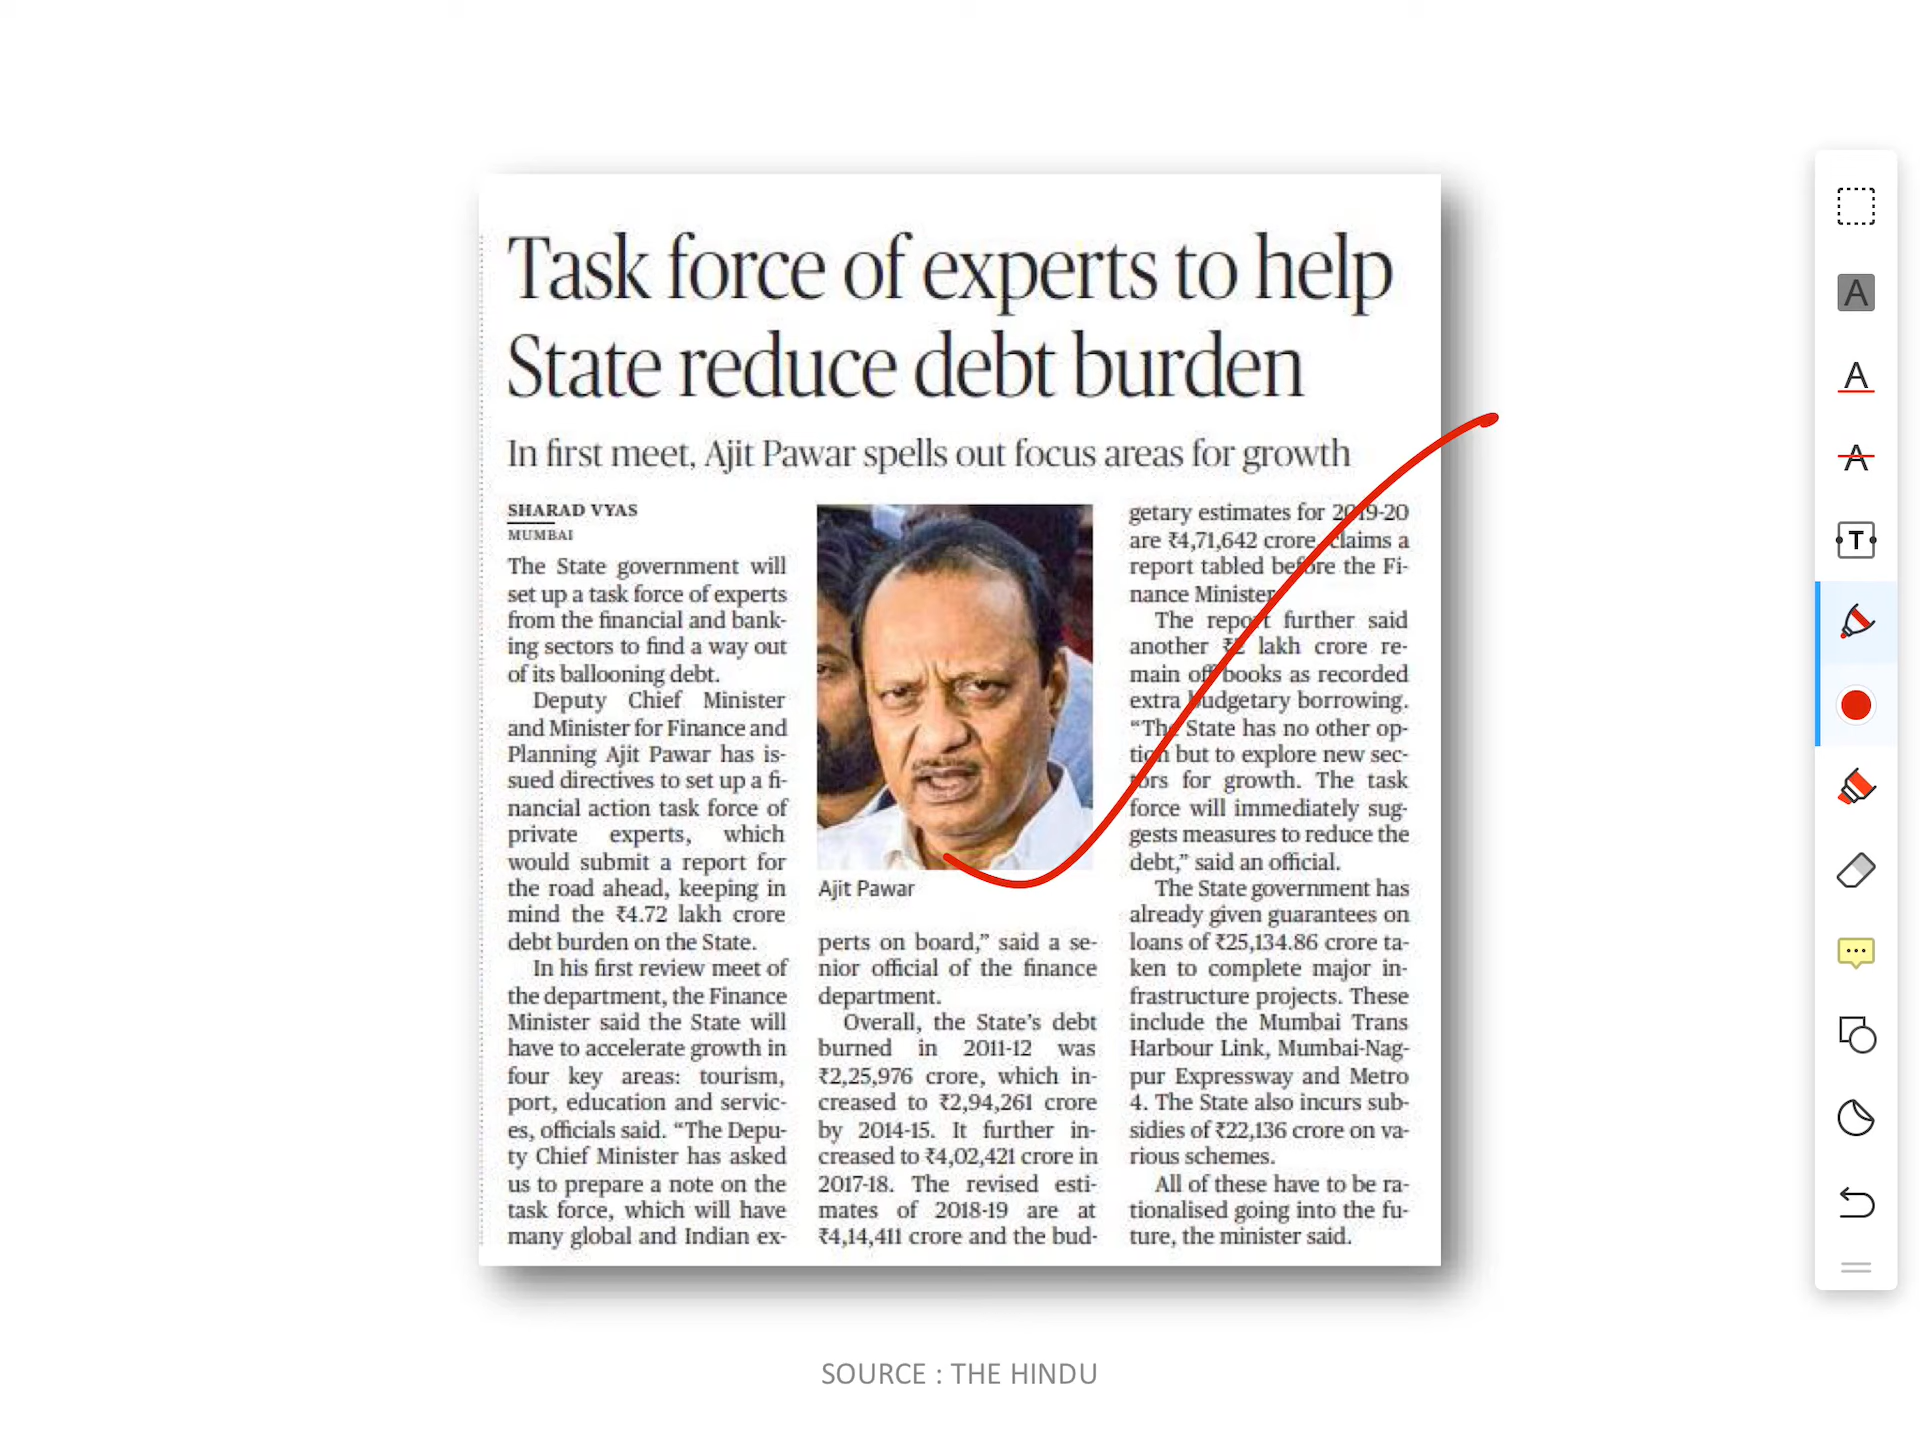 Task force of experts to help
State reduce debt burden
In first meet, Ajit Pawar spells out focus areas for growth
SHARAD VYAS
MUMBAI
The State government will
set up a task force of experts
from the financial and bank-
ing sectors to find a way out
of its ballooning debt.
Deputy Chief Minister
and Minister for Finance and
Planning Ajit Pawar has is-
sued directives to set up a fi-
nancial action task force of
private experts, which
would submit a report for
the road ahead, keeping in
mind the ₹4.72 lakh crore
debt burden on the State.
In his first review meet of
the department, the Finance
Minister said the State will
have to accelerate growth in
four key areas: tourism,
port, education and servic-
es, officials said. “The Depu-
ty Chief Minister has asked
us to prepare a note on the
task force, which will have
many global and Indian ex-
Ajit Pawar
perts on board,” said a se-
nior official of the finance
department.
Overall, the State’s debt
burned in 2011-12 was
₹2,25,976 crore, which in-
creased to ₹2,94,261 crore
by 2014-15. It further in-
creased to ₹4,02,421 crore in
2017-18. The revised esti-
mates of 2018-19 are at
₹4,14,411 crore and the bud-
getary estimates for 2019-20
are ₹4,71,642 crore, claims a
report tabled before the Fi-
nance Minister.
The report further said
another ₹2 lakh crore re-
main off books as recorded
extra budgetary borrowing.
“The State has no other op-
tion but to explore new sec-
tors for growth. The task
force will immediately sug-
gests measures to reduce the
debt,” said an official.
The State government has
already given guarantees on
loans of ₹25,134.86 crore ta-
ken to complete major in-
frastructure projects. These
include the Mumbai Trans
Harbour Link, Mumbai-Nag-
pur Expressway and Metro
4. The State also incurs sub-
sidies of ₹22,136 crore on va-
rious schemes.
All of these have to be ra-
tionalised going into the fu-
ture, the minister said.
SOURCE : THE HINDU
A
A
A
T